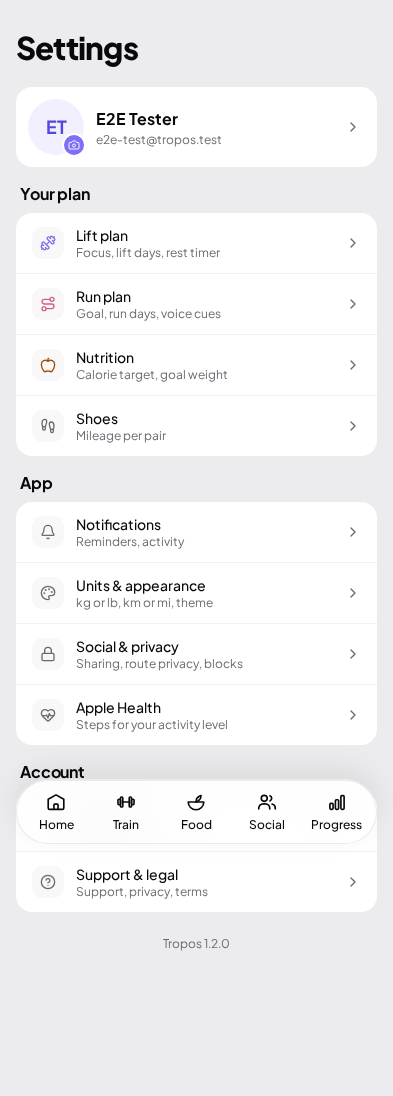 Settings
ET
E2E Tester
e2e-test@tropos.test
Your plan
Lift plan
Focus, lift days, rest timer
Run plan
Goal, run days, voice cues
Nutrition
Calorie target, goal weight
Shoes
Mileage per pair
App
Notifications
Reminders, activity
Units & appearance
kg or lb, km or mi, theme
Social & privacy
Sharing, route privacy, blocks
Apple Health
Steps for your activity level
Account
Home Train Food Social Progress
Support & legal
Support, privacy, terms
Tropos 1.2.0